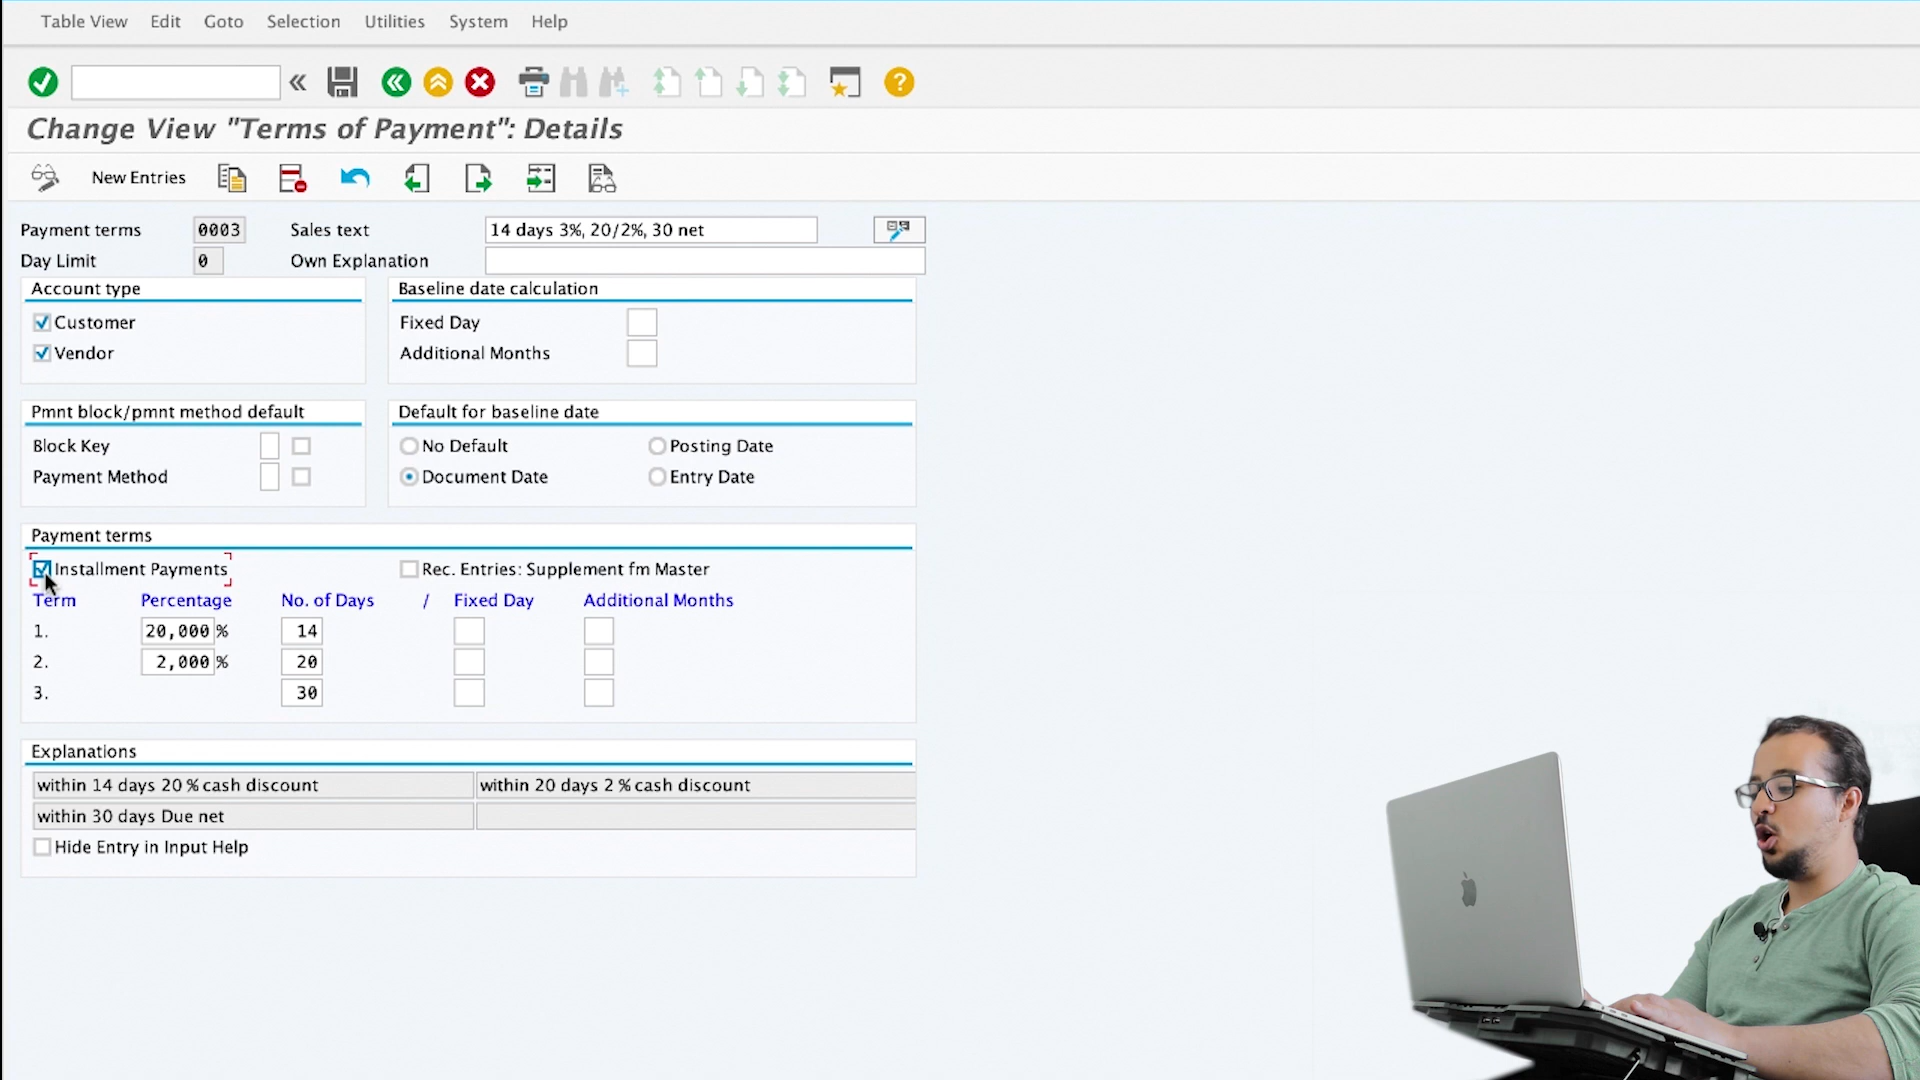 Table View Edit Goto Selection Utilities System Help
Change View "Terms of Payment": Details
New Entries
Payment terms 0003 Sales text 14 days 3%, 20/2%, 30 net
Day Limit 0 Own Explanation
Account type Baseline date calculation
Customer Fixed Day
Vendor Additional Months
Pmnt block/pmnt method default Default for baseline date
Block Key No Default Posting Date
Payment Method Document Date Entry Date
Payment terms
Installment Payments Rec. Entries: Supplement fm Master
Term Percentage No. of Days / Fixed Day Additional Months
1. 20,000 % 14
2. 2,000 % 20
3. 30
Explanations
within 14 days 20 % cash discount within 20 days 2 % cash discount
within 30 days Due net
Hide Entry in Input Help